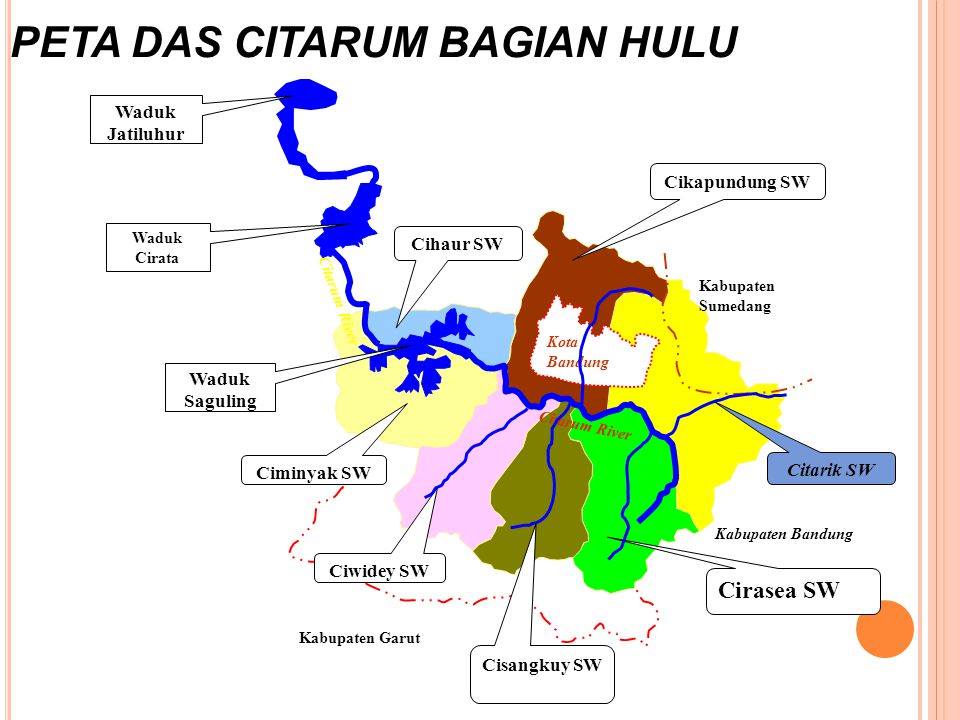 PETA DAS CITARUM BAGIAN HULU
Waduk
Jatiluhur
Cikapundung SW
Waduk
Cirata
Cihaur SW
Citarum River
Kabupaten
Sumedang
Kota
Bandung
Waduk
Saguling
Citarum River
Ciminyak SW
Citarik SW
Kabupaten Bandung
Ciwidey SW
Cirasea SW
Kabupaten Garut
Cisangkuy SW